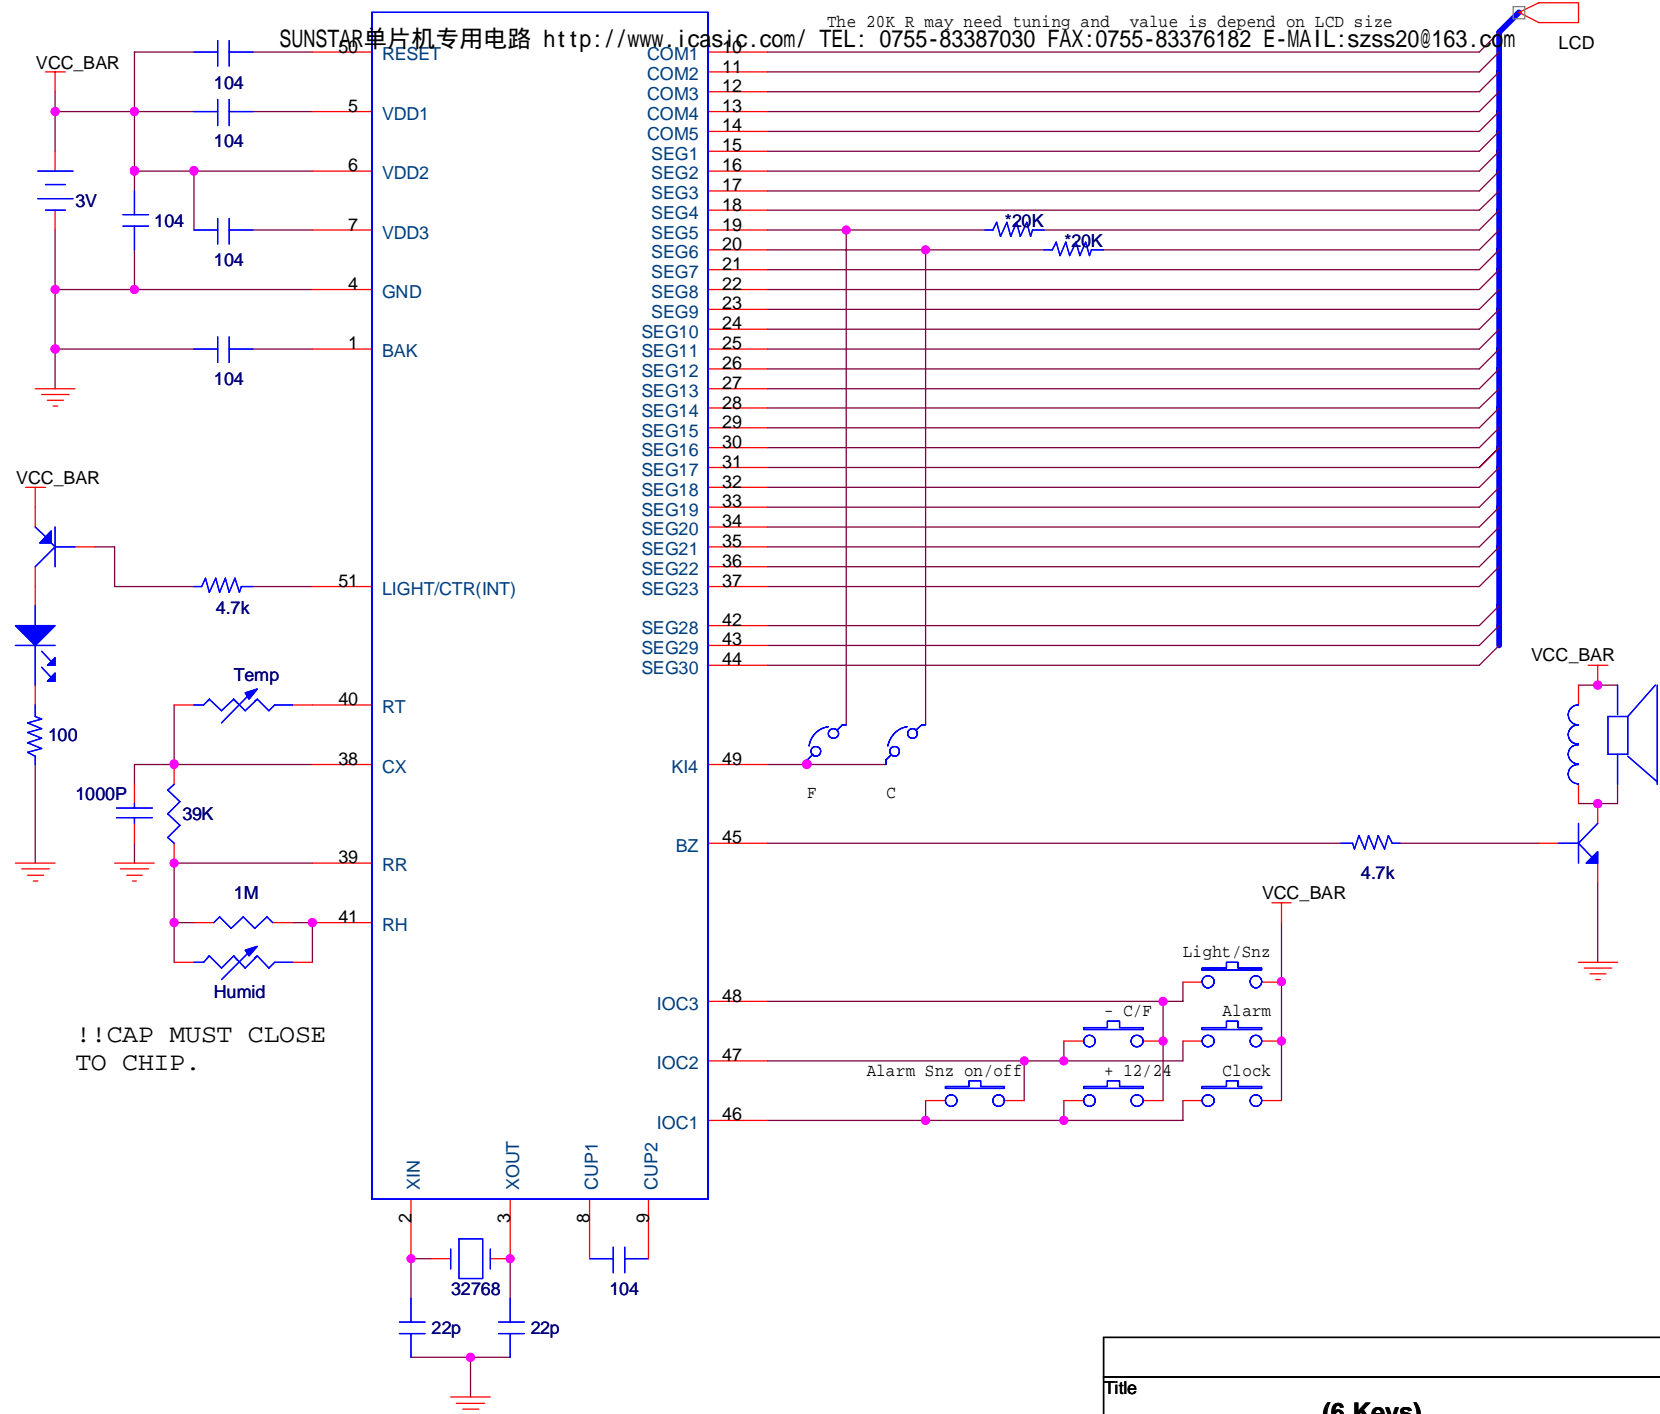 The 20K R may need tuning and value is depend on LCD size
SUNSTAR单片机专用电路 http://www.icasic.com/ TEL: 0755-83387030 FAX:0755-83376182 E-MAIL:szss20@163.com
LCD
VCC_BAR
104
104
3V
104
104
104
50 RESET
5 VDD1
6 VDD2
7 VDD3
4 GND
1 BAK
COM1 10
COM2 11
COM3 12
COM4 13
COM5 14
SEG1 15
SEG2 16
SEG3 17
SEG4 18
SEG5 19
*20K
SEG6 20
*20K
SEG7 21
SEG8 22
SEG9 23
SEG10 24
SEG11 25
SEG12 26
SEG13 27
SEG14 28
SEG15 29
SEG16 30
SEG17 31
SEG18 32
SEG19 33
SEG20 34
SEG21 35
SEG22 36
SEG23 37
SEG28 42
SEG29 43
SEG30 44
VCC_BAR
4.7k
51 LIGHT/CTR(INT)
100
Temp
40 RT
38 CX
1000P
39K
39 RR
1M
41 RH
Humid
!!CAP MUST CLOSE
TO CHIP.
KI4 49
F
C
VCC_BAR
BZ 45
4.7k
VCC_BAR
Light/Snz
IOC3 48
- C/F
Alarm
IOC2 47
Alarm Snz on/off
+ 12/24
Clock
IOC1 46
XIN
XOUT
CUP1
CUP2
2
3
8
9
32768
104
22p
22p
Title
(6 Keys)